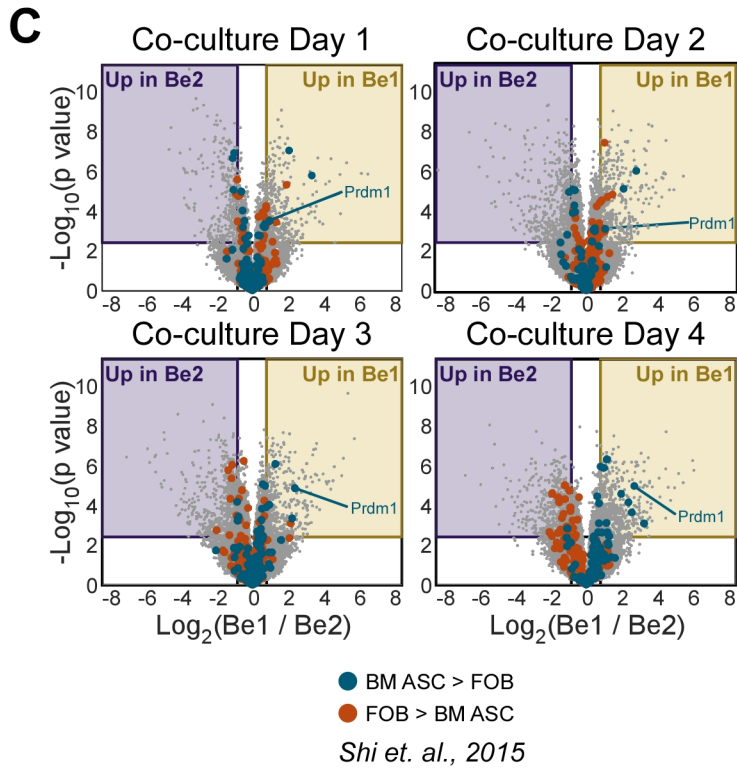 C
Co-culture Day 1
Co-culture Day 2
Up in Be2
Up in Be1
Up in Be2
Up in Be1
-Log10(p value)
10
8
6
4
2
0
10
8
6
4
2
0
Prdm1
Prdm1
-8 -6 -4 -2 0 2 4 6 8
-8 -6 -4 -2 0 2 4 6 8
Co-culture Day 3
Co-culture Day 4
Up in Be2
Up in Be1
Up in Be2
Up in Be1
-Log10(p value)
10
8
6
4
2
0
10
8
6
4
2
0
Prdm1
Prdm1
-8 -6 -4 -2 0 2 4 6 8
-8 -6 -4 -2 0 2 4 6 8
Log2(Be1 / Be2)
Log2(Be1 / Be2)
BM ASC > FOB
FOB > BM ASC
Shi et. al., 2015